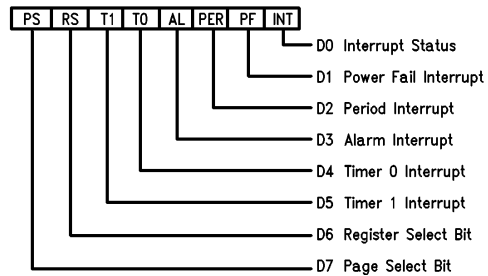 PS RS T1 T0 AL PER PF INT
D0 Interrupt Status
D1 Power Fail Interrupt
D2 Period Interrupt
D3 Alarm Interrupt
D4 Timer 0 Interrupt
D5 Timer 1 Interrupt
D6 Register Select Bit
D7 Page Select Bit